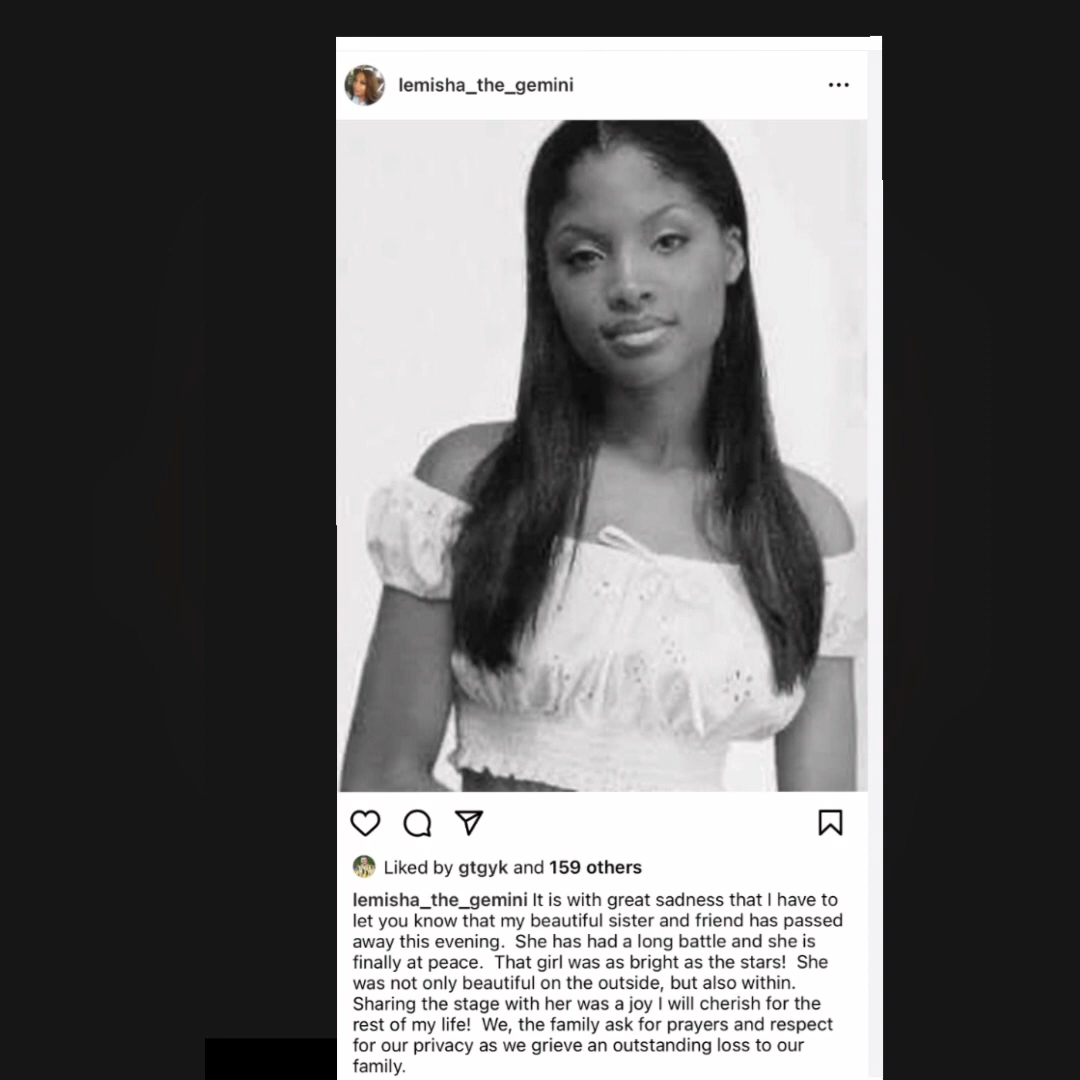 lemisha_the_gemini
Liked by gtgyk and 159 others
lemisha_the_gemini It is with great sadness that I have to
let you know that my beautiful sister and friend has passed
away this evening.  She has had a long battle and she is
finally at peace.  That girl was as bright as the stars!  She
was not only beautiful on the outside, but also within.
Sharing the stage with her was a joy I will cherish for the
rest of my life!  We, the family ask for prayers and respect
for our privacy as we grieve an outstanding loss to our
family.